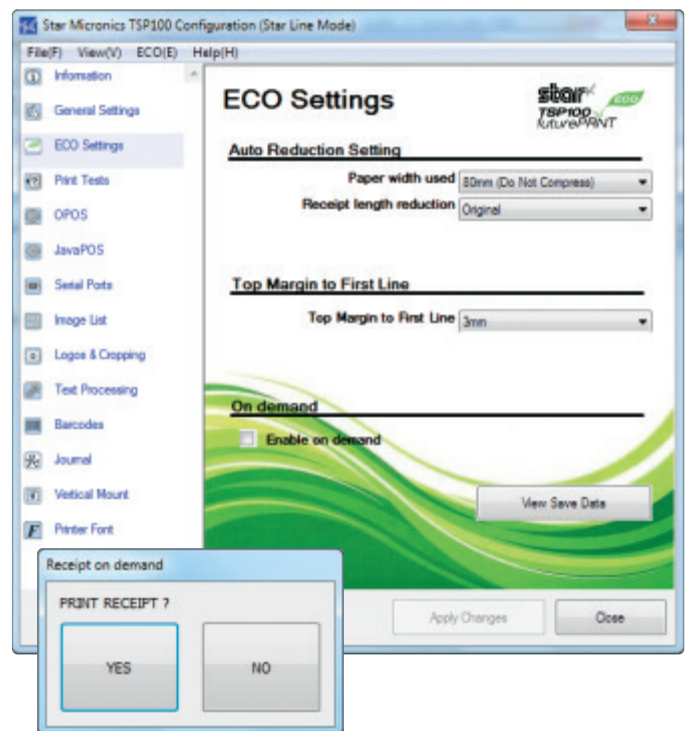 Star Micronics TSP100 Configuration (Star Line Mode)
File(F) View(V) ECO(E) Help(H)
Information
General Settings
ECO Settings
Print Tests
OPOS
JavaPOS
Serial Ports
Image List
Logos & Cropping
Text Processing
Barcodes
Journal
Vertical Mount
Printer Font
ECO Settings
star
eco
TSP100
futurePRNT
Auto Reduction Setting
Paper width used 80mm (Do Not Compress)
Receipt length reduction Original
Top Margin to First Line
Top Margin to First Line 3mm
On demand
Enable on demand
View Save Data
Apply Changes Close
Receipt on demand
PRINT RECEIPT ?
YES NO